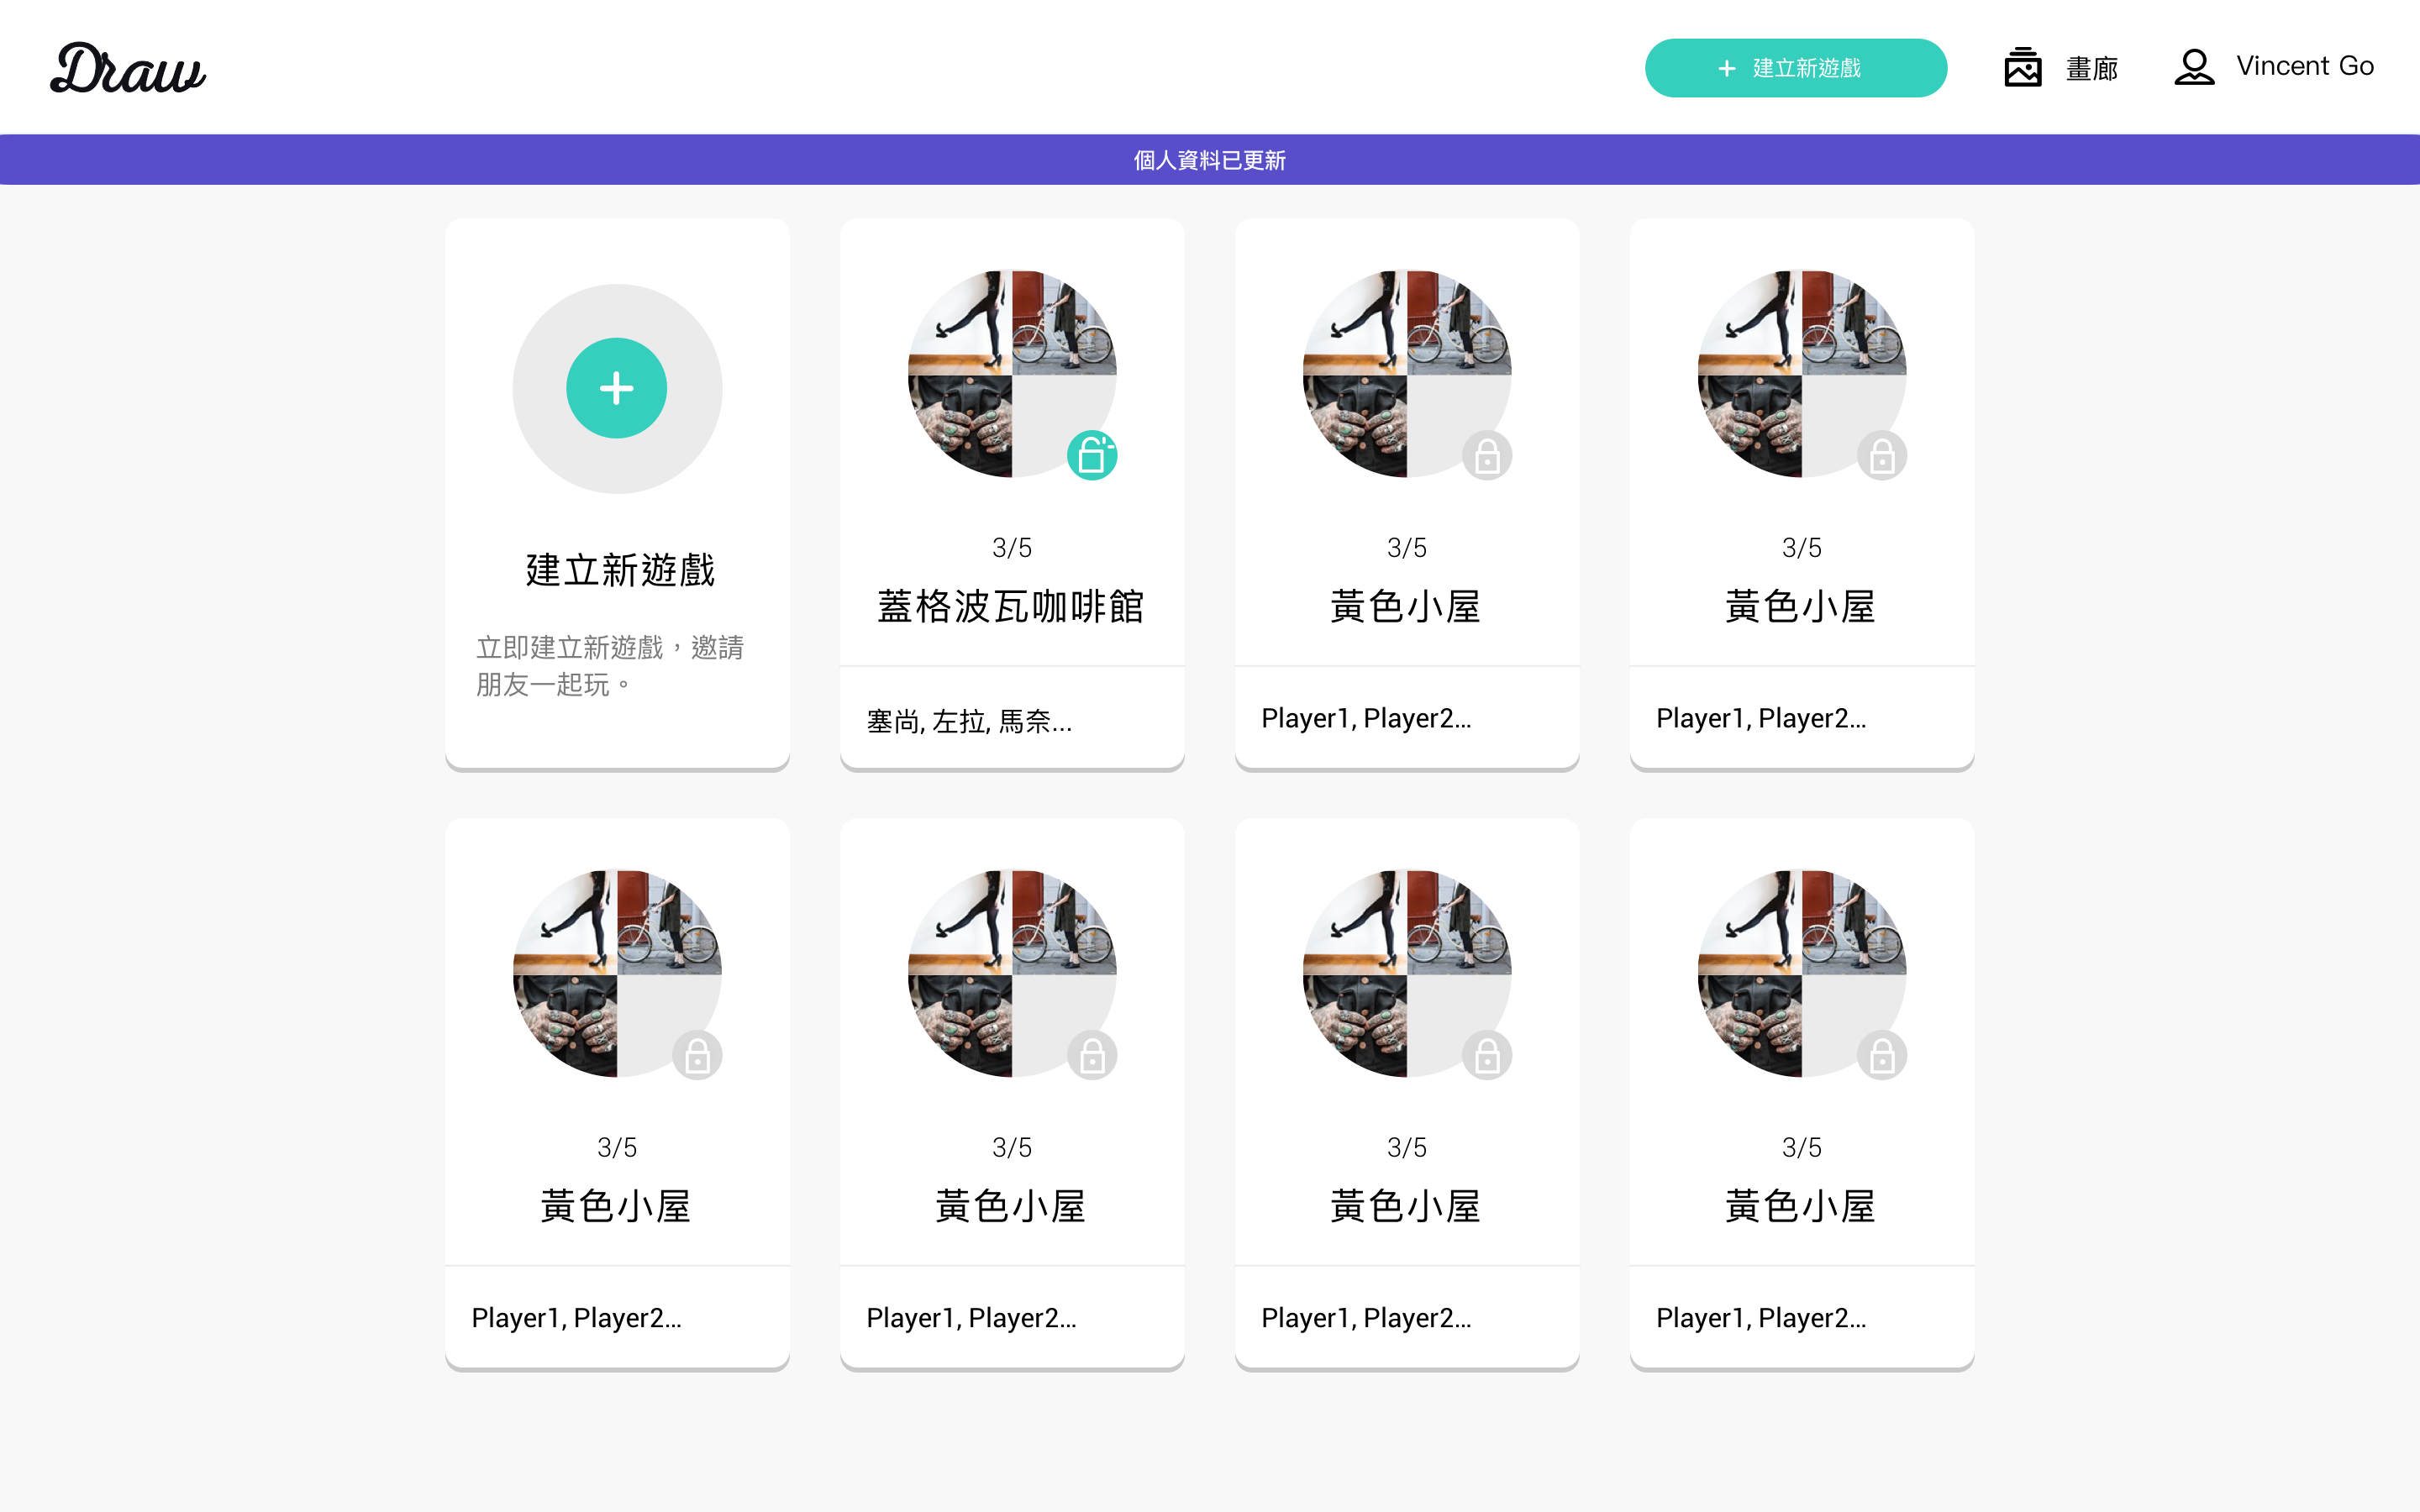 Draw
建立新遊戲
畫廊
Vincent Go
個人資料已更新
建立新遊戲
立即建立新遊戲，邀請
朋友一起玩。
3/5
蓋格波瓦咖啡館
塞尚, 左拉, 馬奈...
3/5
黃色小屋
Player1, Player2...
3/5
黃色小屋
Player1, Player2...
3/5
黃色小屋
Player1, Player2...
3/5
黃色小屋
Player1, Player2...
3/5
黃色小屋
Player1, Player2...
3/5
黃色小屋
Player1, Player2...